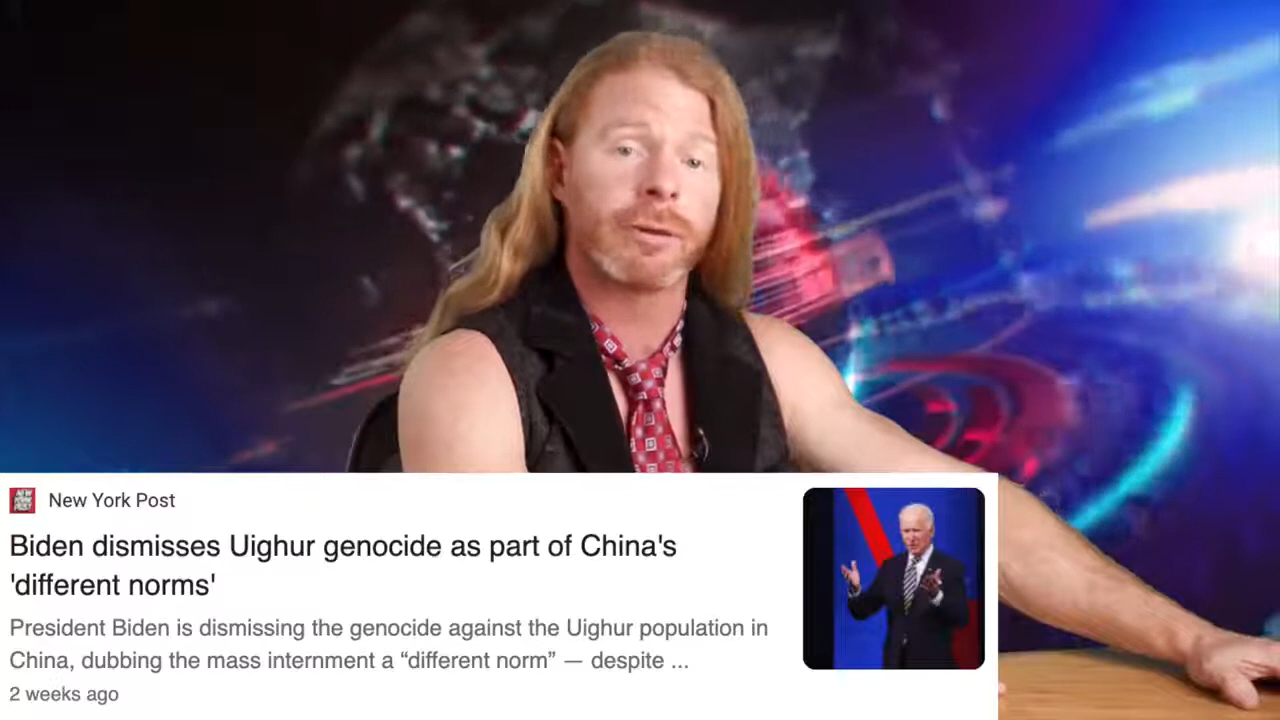 New York Post
Biden dismisses Uighur genocide as part of China's
'different norms'
President Biden is dismissing the genocide against the Uighur population in
China, dubbing the mass internment a “different norm” — despite ...
2 weeks ago